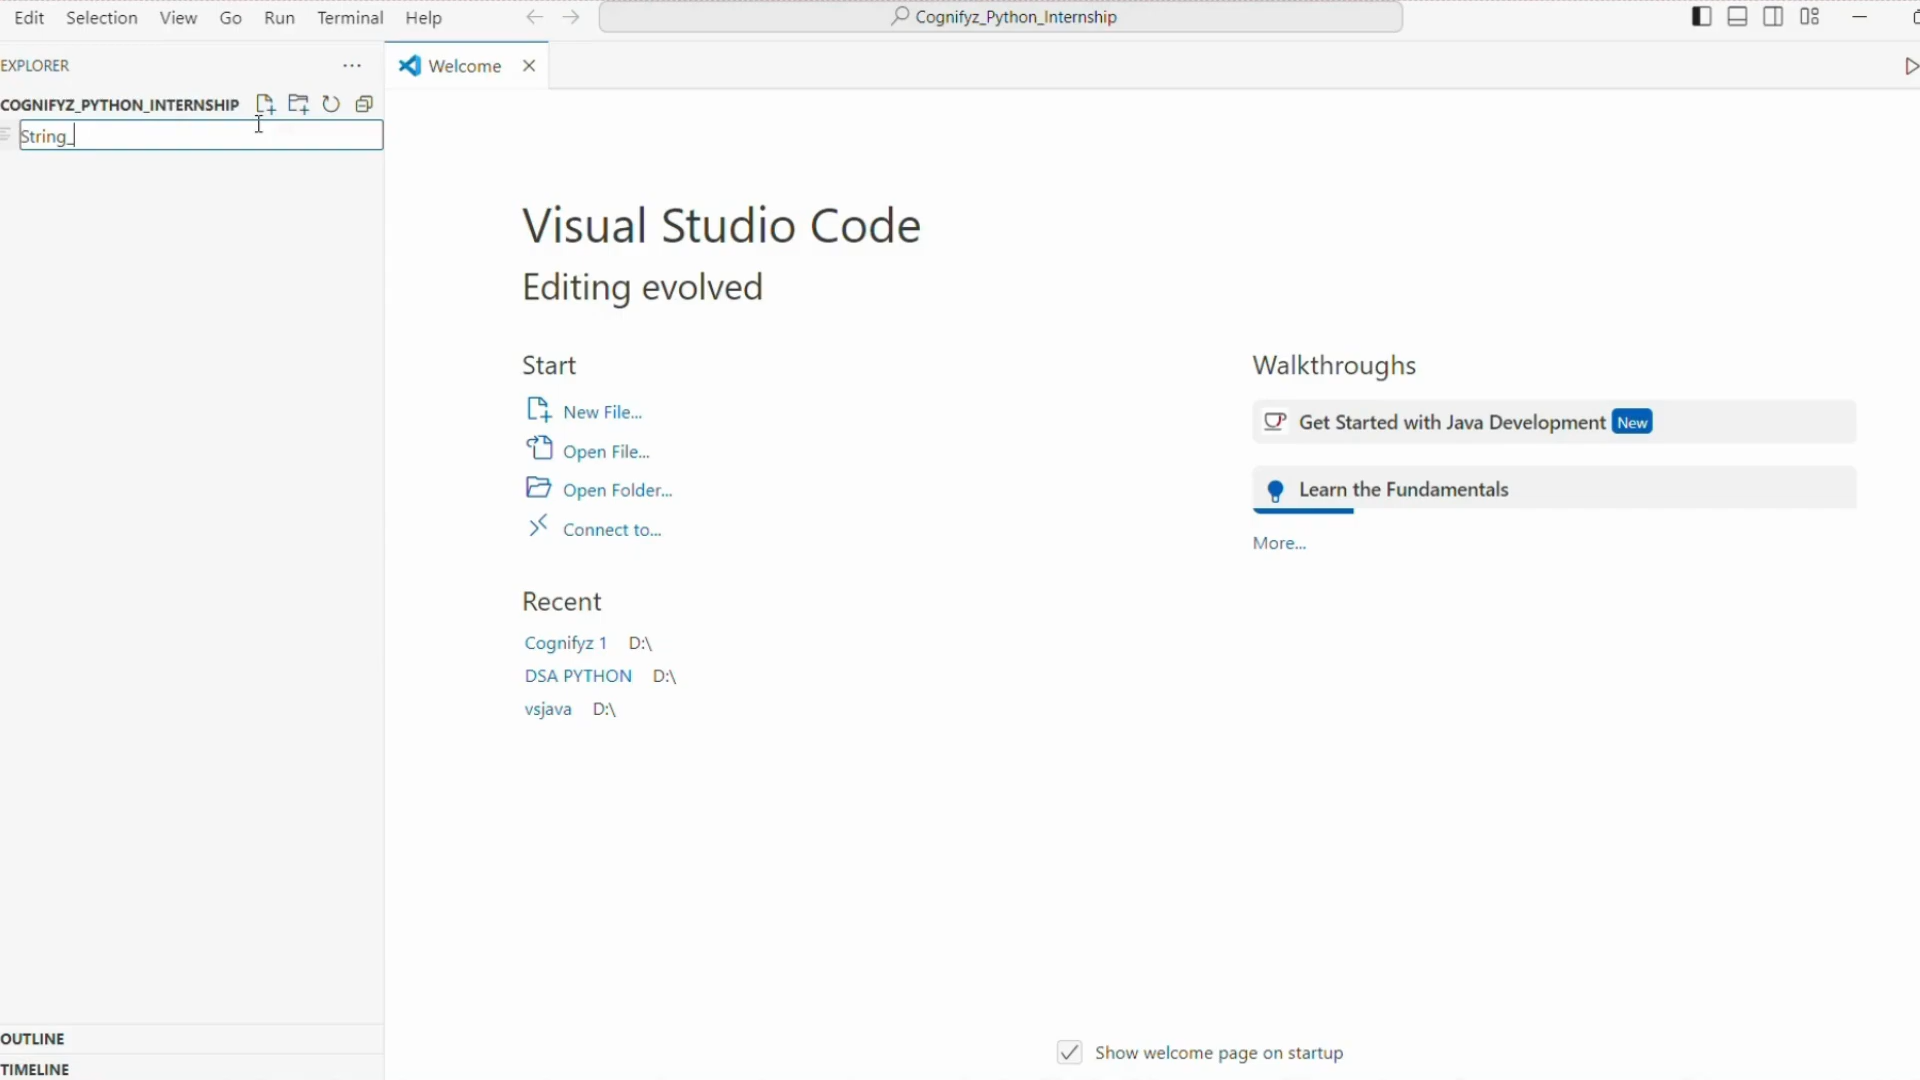 Edit Selection View Go Run Terminal Help Cognifyz_Python_Internship
EXPLORER
Welcome
COGNIFYZ_PYTHON_INTERNSHIP
String_
Visual Studio Code
Editing evolved
Start
New File...
Open File...
Open Folder...
Connect to...
Recent
Cognifyz 1 D:\
DSA PYTHON D:\
vsjava D:\
Walkthroughs
Get Started with Java Development New
Learn the Fundamentals
More...
Show welcome page on startup
OUTLINE
TIMELINE